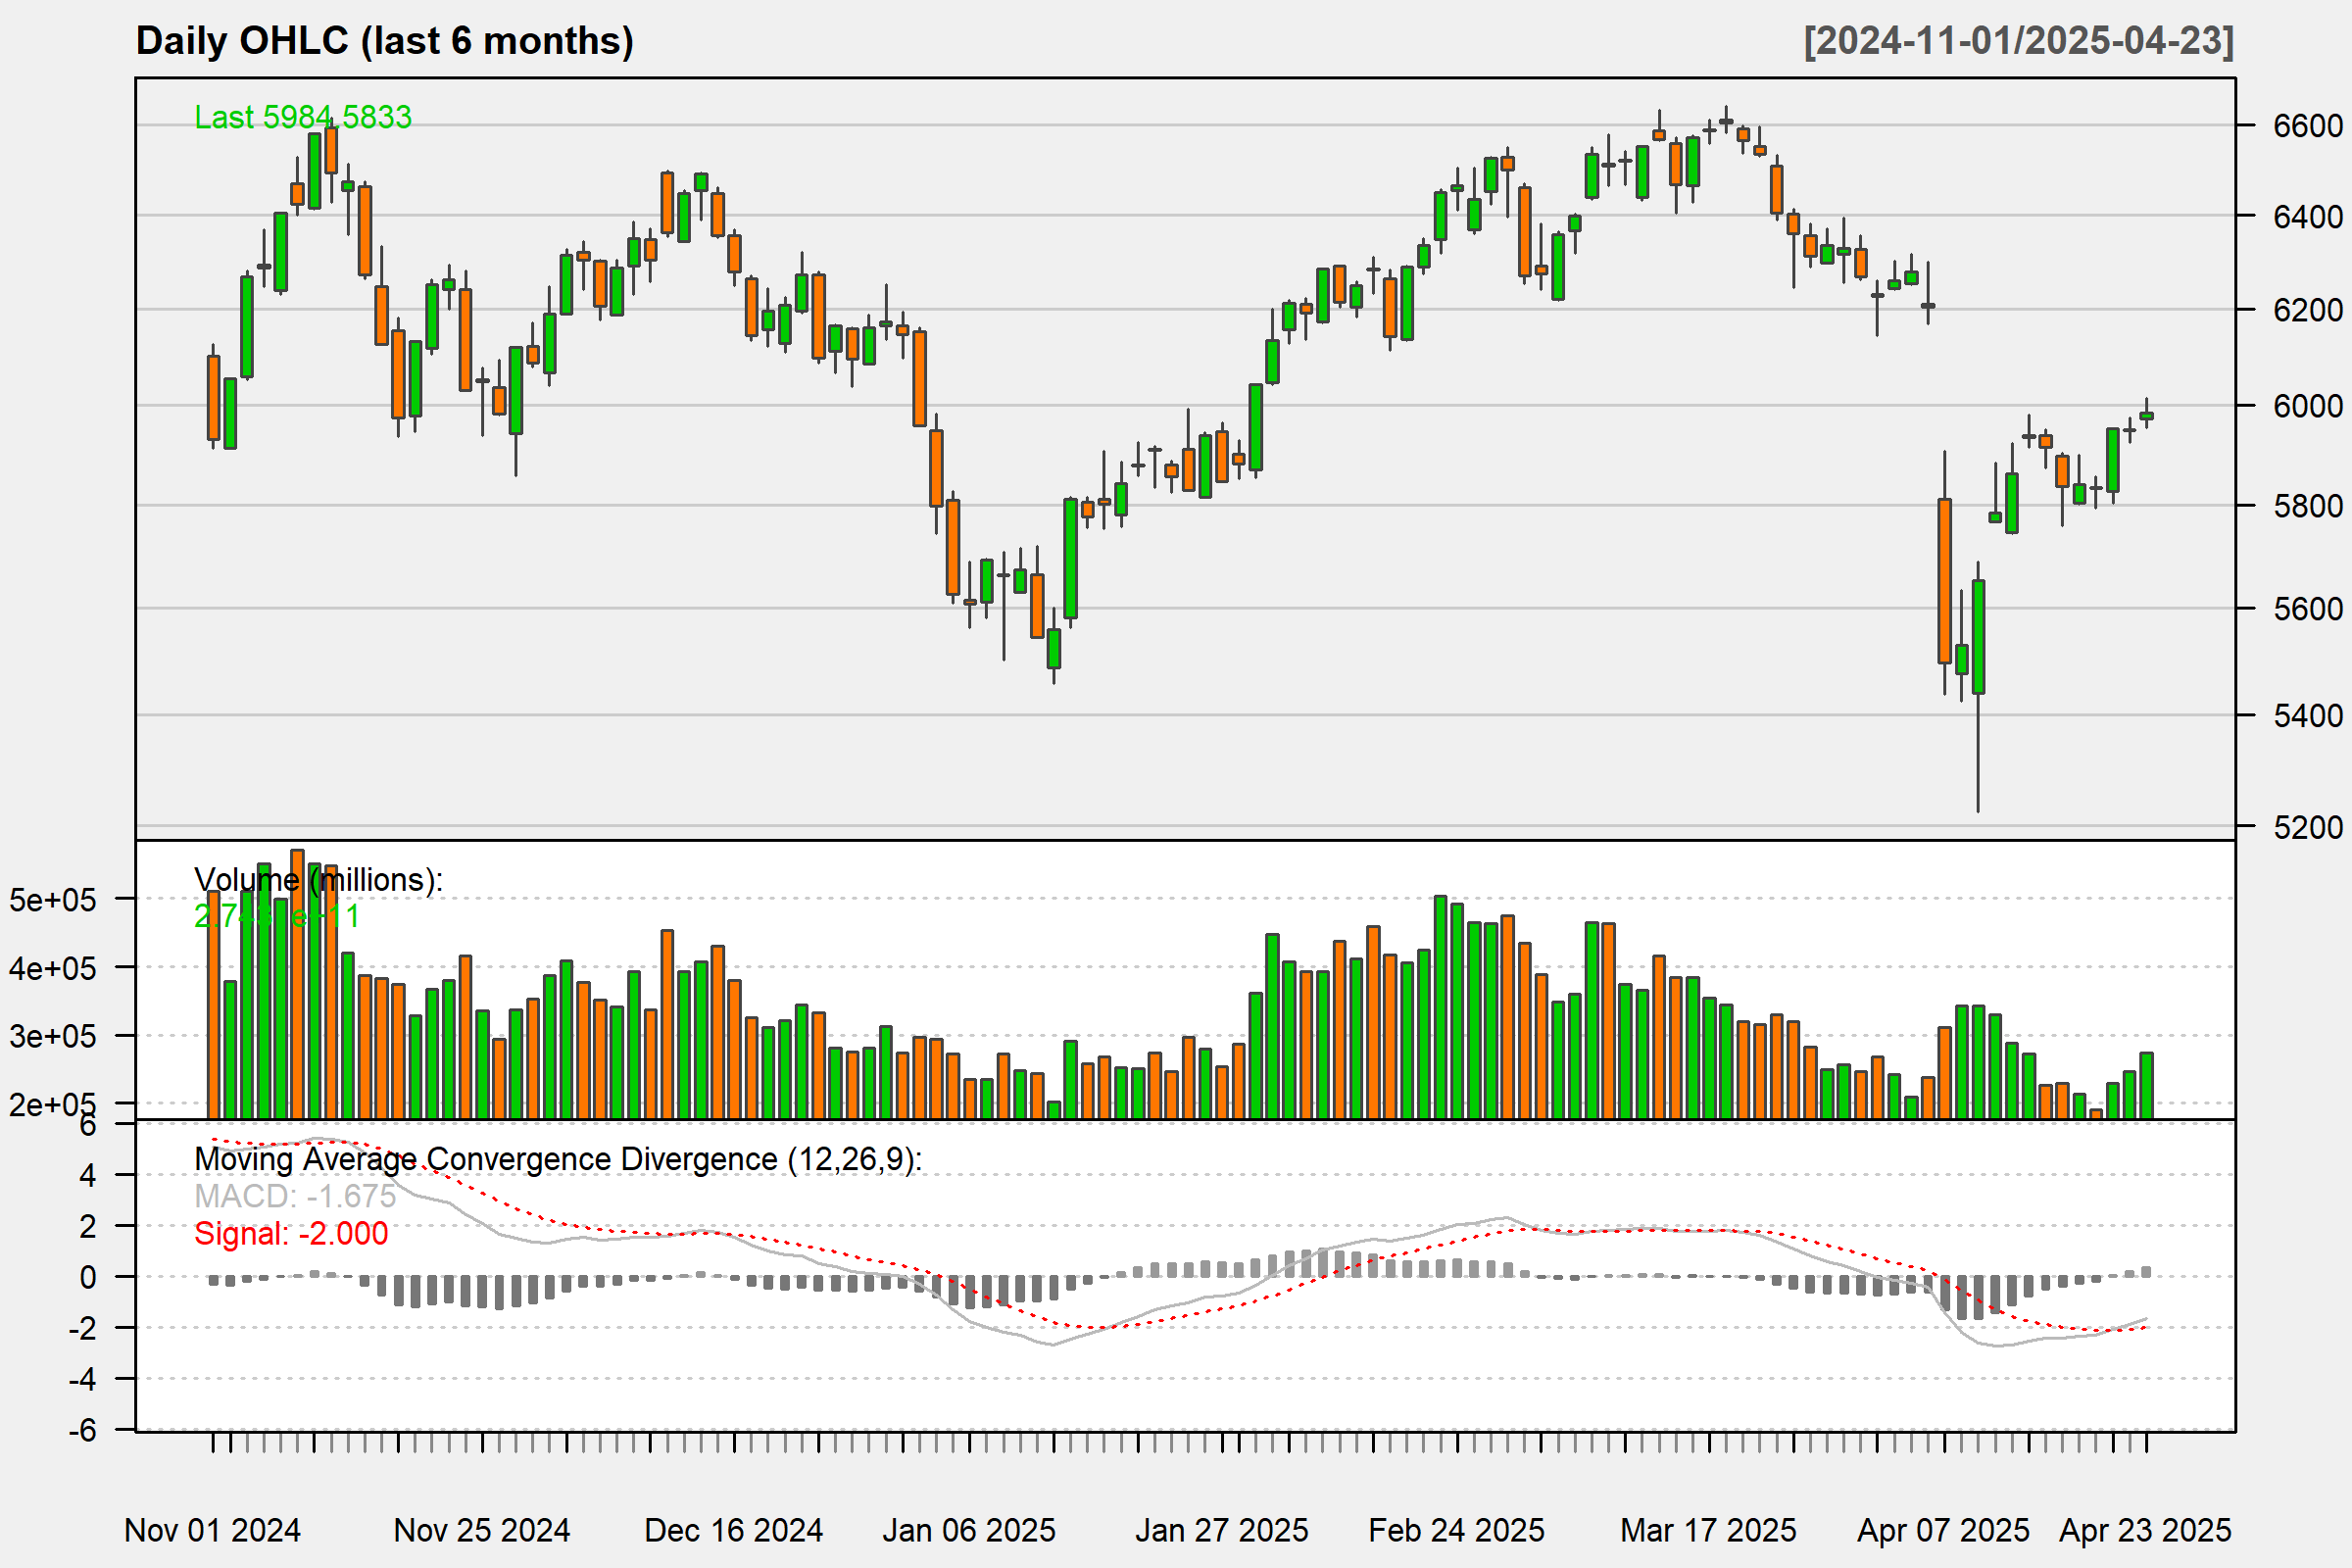 Daily OHLC (last 6 months)
[2024-11-01/2025-04-23]
Last 5984.5833
6600
6400
6200
6000
5800
5600
5400
5200
Volume (millions):
5e+05
4e+05
3e+05
2e+05
Moving Average Convergence Divergence (12,26,9):
MACD: -1.675
Signal: -2.000
6
4
2
0
-2
-4
-6
Nov 01 2024
Nov 25 2024
Dec 16 2024
Jan 06 2025
Jan 27 2025
Feb 24 2025
Mar 17 2025
Apr 07 2025
Apr 23 2025